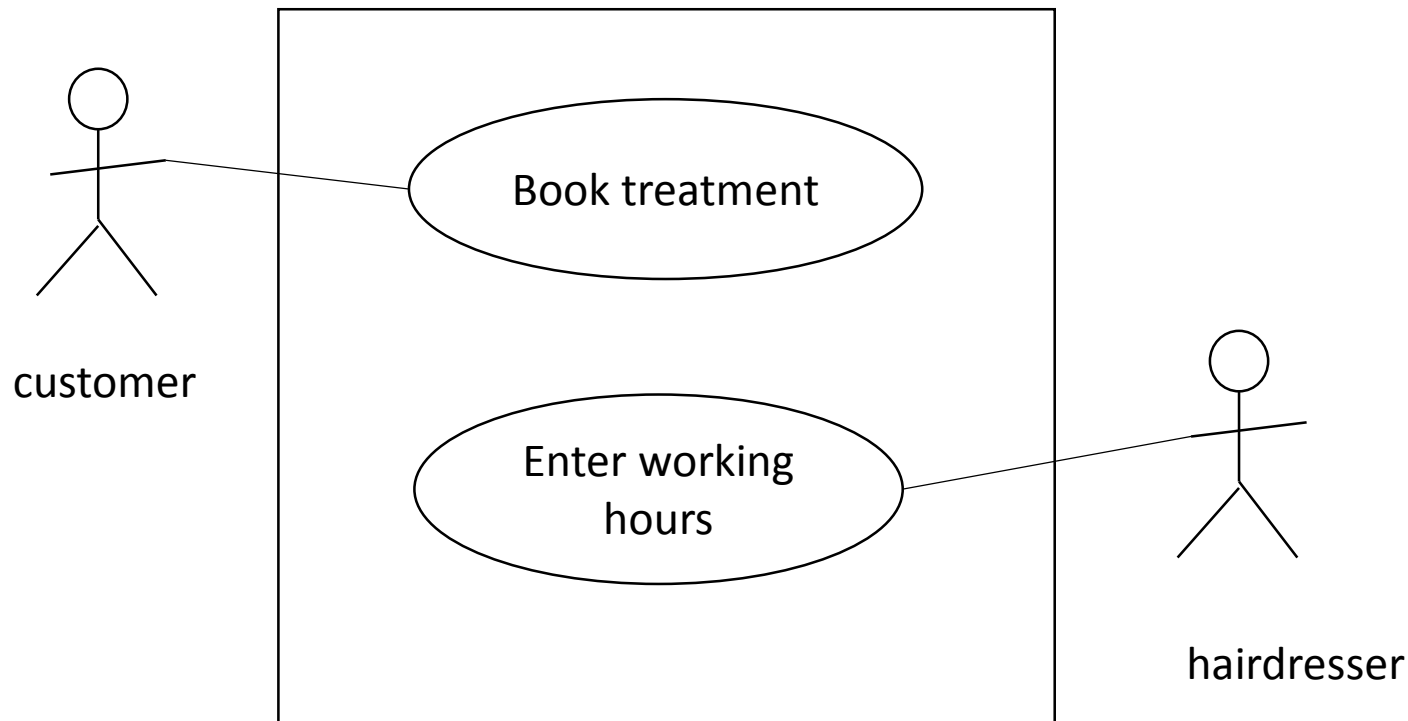 Book treatment
customer
Enter working
hours
hairdresser